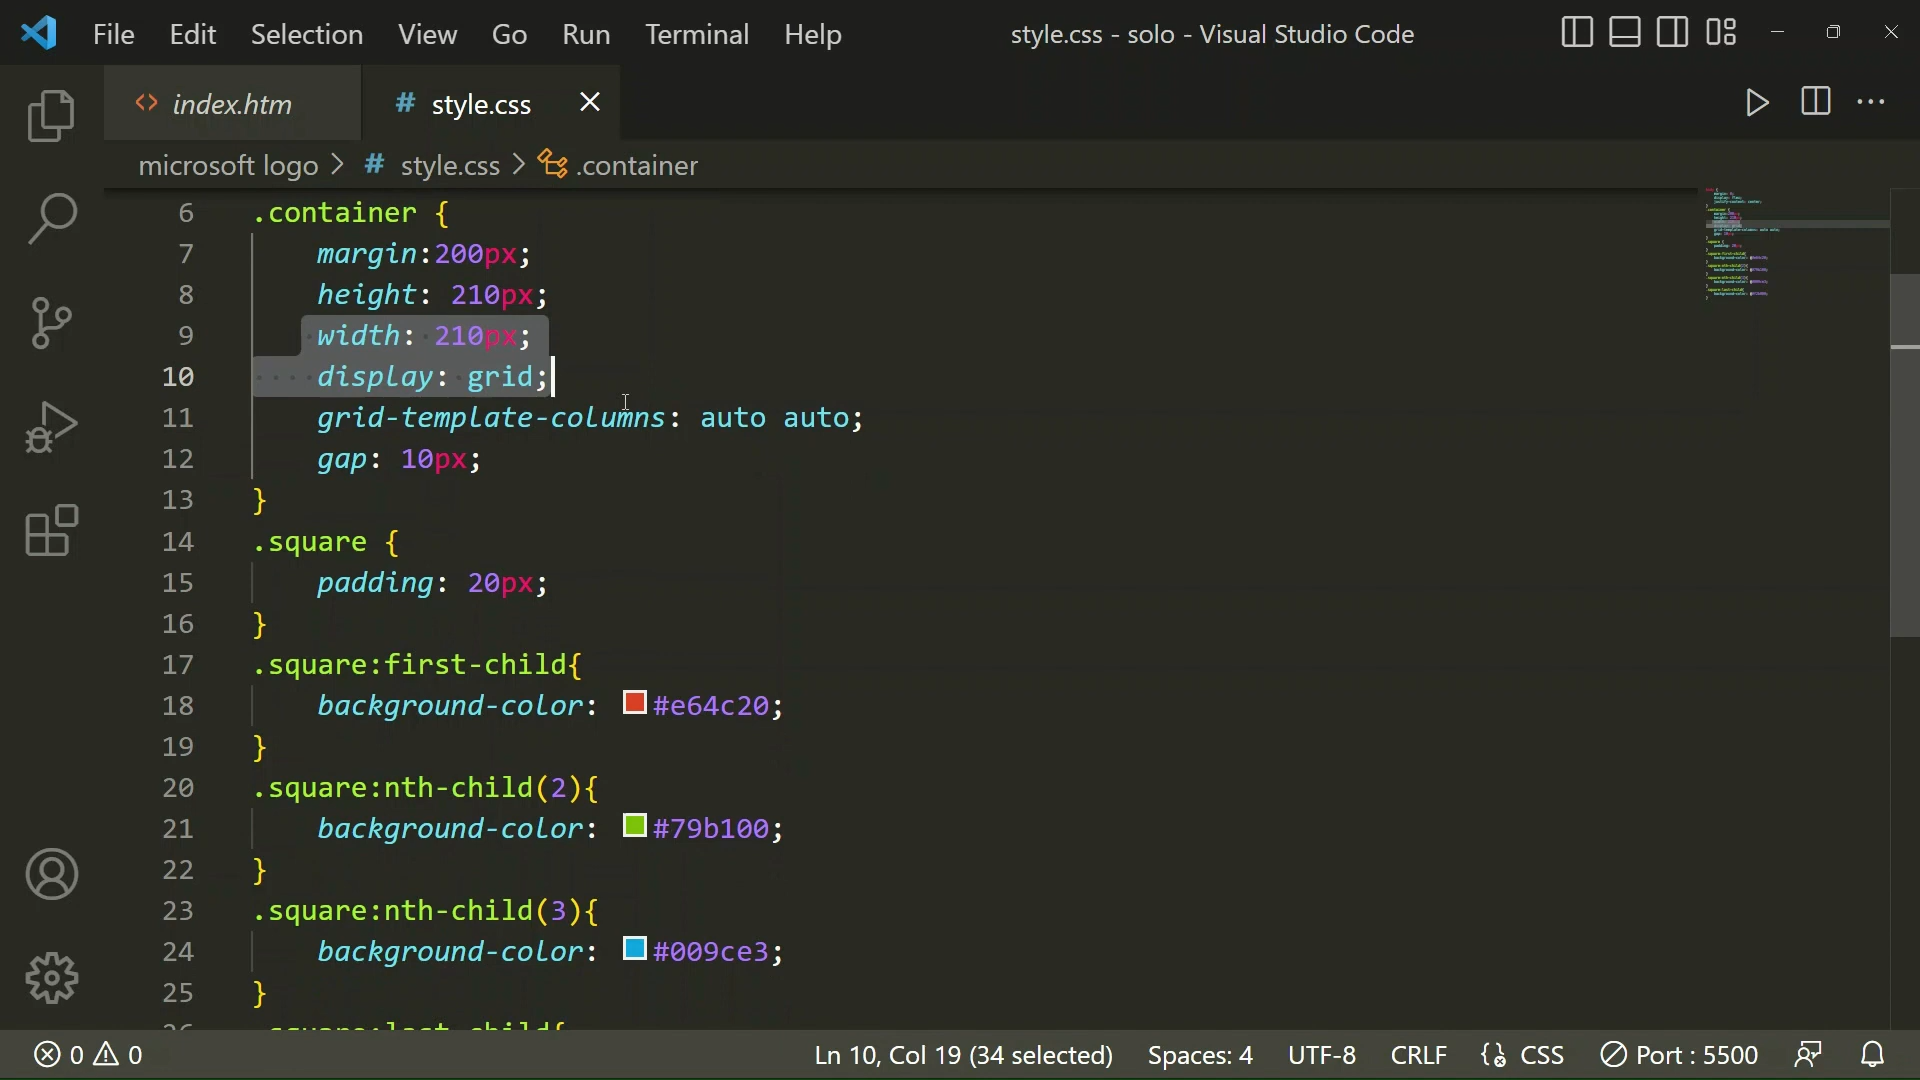 File Edit Selection View Go Run Terminal Help style.css - solo - Visual Studio Code
<> index.htm # style.css
microsoft logo > # style.css > .container
6 .container {
7 margin:200px;
8 height: 210px;
9 width: 210px;
10 display: grid;
11 grid-template-columns: auto auto;
12 gap: 10px;
13 }
14 .square {
15 padding: 20px;
16 }
17 .square:first-child{
18 background-color: #e64c20;
19 }
20 .square:nth-child(2){
21 background-color: #79b100;
22 }
23 .square:nth-child(3){
24 background-color: #009ce3;
25 }
26 .square:last-child{
0 0 Ln 10, Col 19 (34 selected) Spaces: 4 UTF-8 CRLF CSS Port : 5500